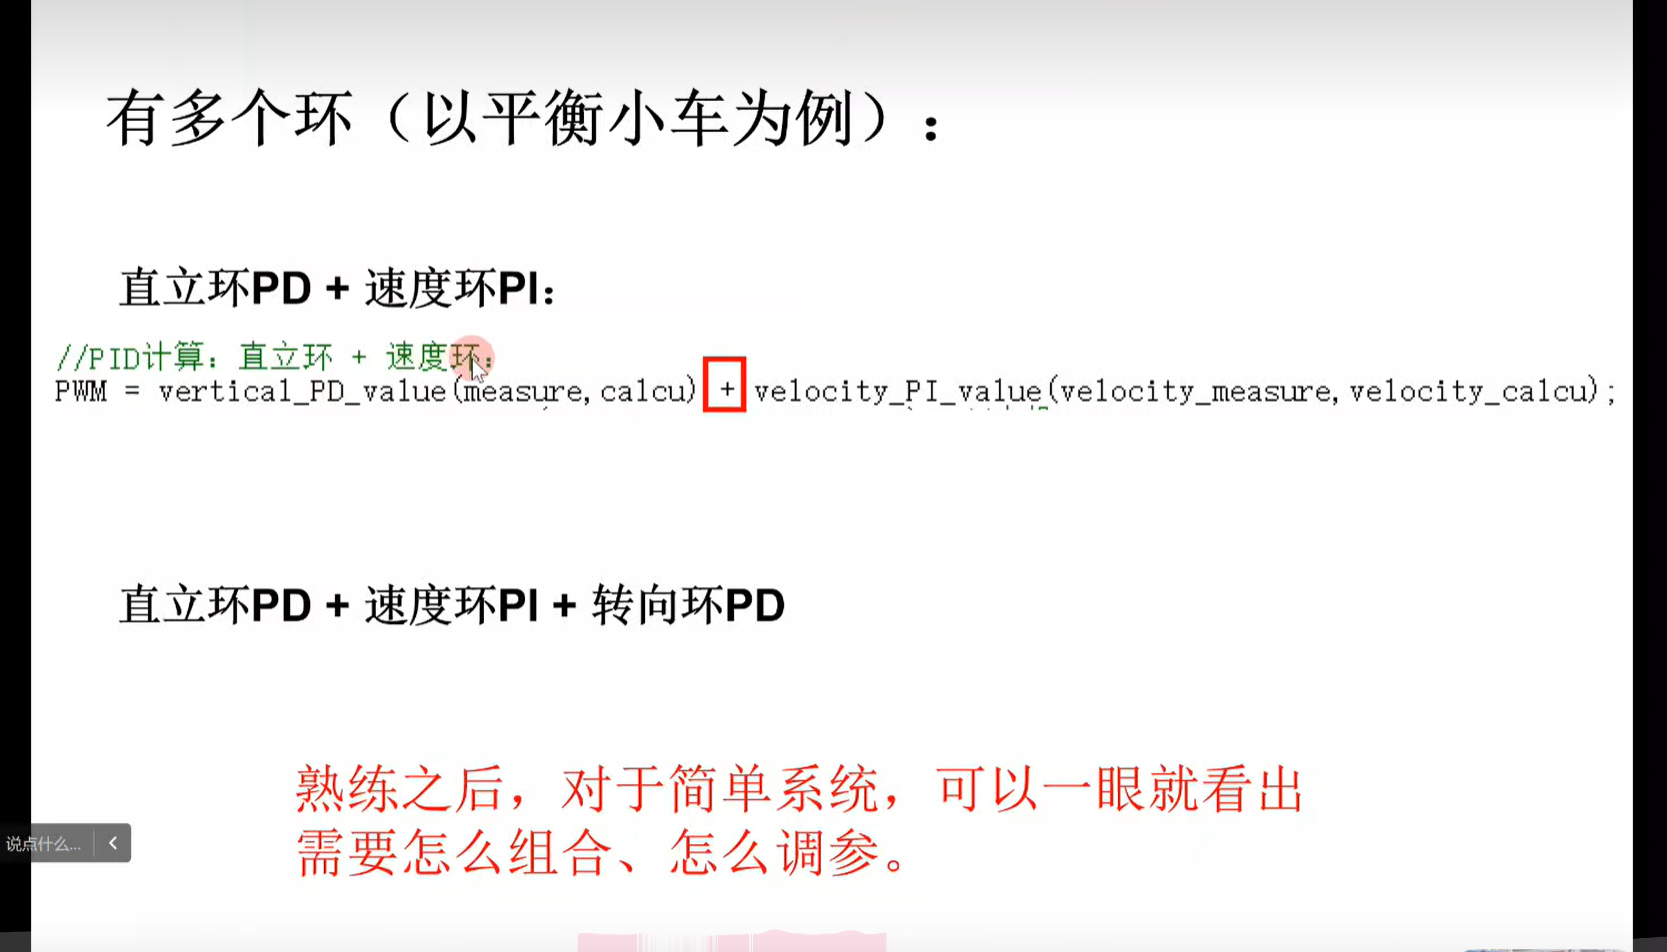 有多个环（以平衡小车为例）：
直立环PD + 速度环PI：
//PID计算：直立环 + 速度环：
PWM = vertical_PD_value(measure,calcu) + velocity_PI_value(velocity_measure,velocity_calcu);
直立环PD + 速度环PI + 转向环PD
熟练之后，对于简单系统，可以一眼就看出
需要怎么组合、怎么调参。
说点什么...